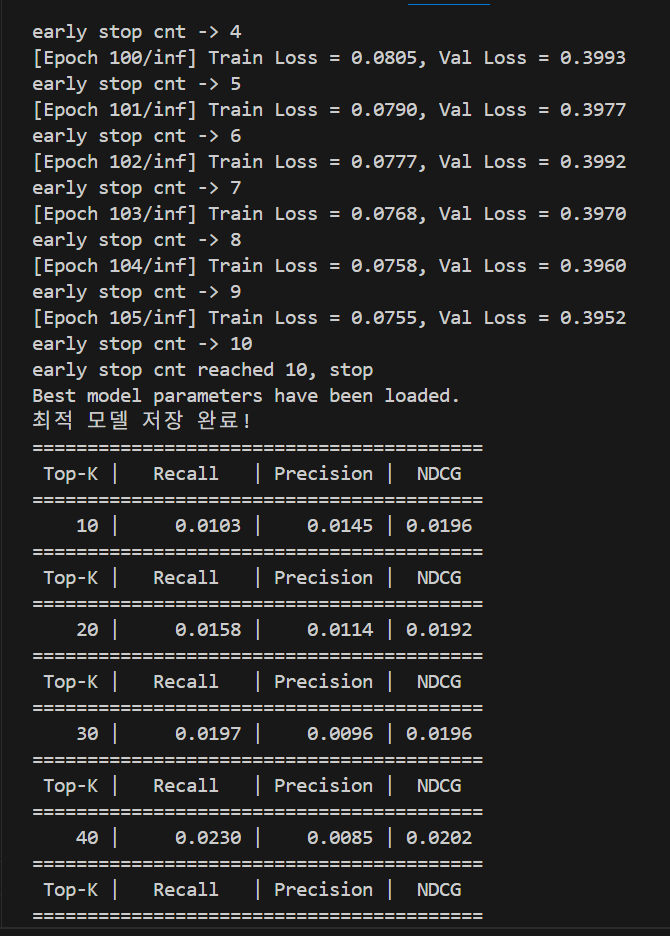 early stop cnt -> 4
[Epoch 100/inf] Train Loss = 0.0805, Val Loss = 0.3993
early stop cnt -> 5
[Epoch 101/inf] Train Loss = 0.0790, Val Loss = 0.3977
early stop cnt -> 6
[Epoch 102/inf] Train Loss = 0.0777, Val Loss = 0.3992
early stop cnt -> 7
[Epoch 103/inf] Train Loss = 0.0768, Val Loss = 0.3970
early stop cnt -> 8
[Epoch 104/inf] Train Loss = 0.0758, Val Loss = 0.3960
early stop cnt -> 9
[Epoch 105/inf] Train Loss = 0.0755, Val Loss = 0.3952
early stop cnt -> 10
early stop cnt reached 10, stop
Best model parameters have been loaded.
최적 모델 저장 완료!
=========================================
 Top-K |   Recall   | Precision |  NDCG
=========================================
    10 |     0.0103 |    0.0145 | 0.0196
=========================================
 Top-K |   Recall   | Precision |  NDCG
=========================================
    20 |     0.0158 |    0.0114 | 0.0192
=========================================
 Top-K |   Recall   | Precision |  NDCG
=========================================
    30 |     0.0197 |    0.0096 | 0.0196
=========================================
 Top-K |   Recall   | Precision |  NDCG
=========================================
    40 |     0.0230 |    0.0085 | 0.0202
=========================================
 Top-K |   Recall   | Precision |  NDCG
=========================================